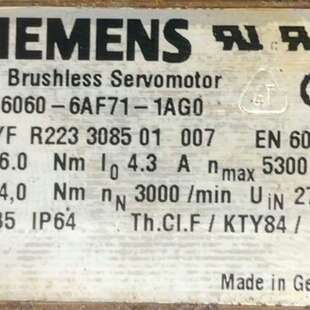 SIEMENS
Brushless Servomotor
6060-6AF71-1AG0
YF R223 3085 01 007 EN 60
6.0 Nm I0 4.3 A nmax 5300
4,0 Nm nN 3000 /min UIN 27
35 IP64 Th.Cl.F / KTY84 /
Made in Ge